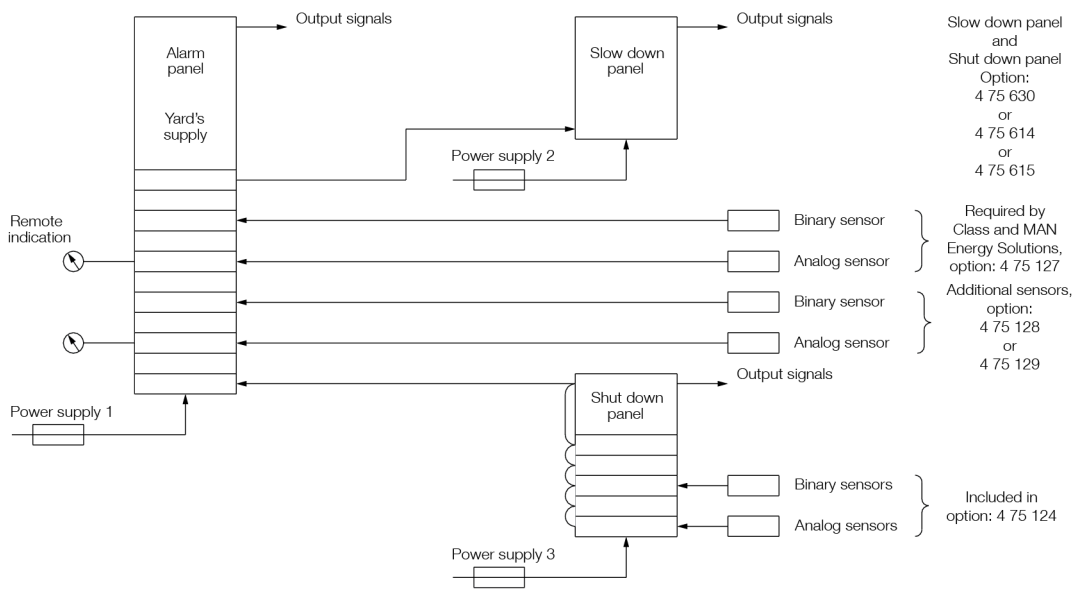 Output signals
Alarm
panel
Yard's
supply
Output signals
Slow down
panel
Slow down panel
and
Shut down panel
Option:
4 75 630
or
4 75 614
or
4 75 615
Power supply 2
Remote
indication
Binary sensor
Analog sensor
Required by
Class and MAN
Energy Solutions,
option: 4 75 127
Binary sensor
Analog sensor
Additional sensors,
option:
4 75 128
or
4 75 129
Output signals
Shut down
panel
Power supply 1
Binary sensors
Analog sensors
Included in
option: 4 75 124
Power supply 3